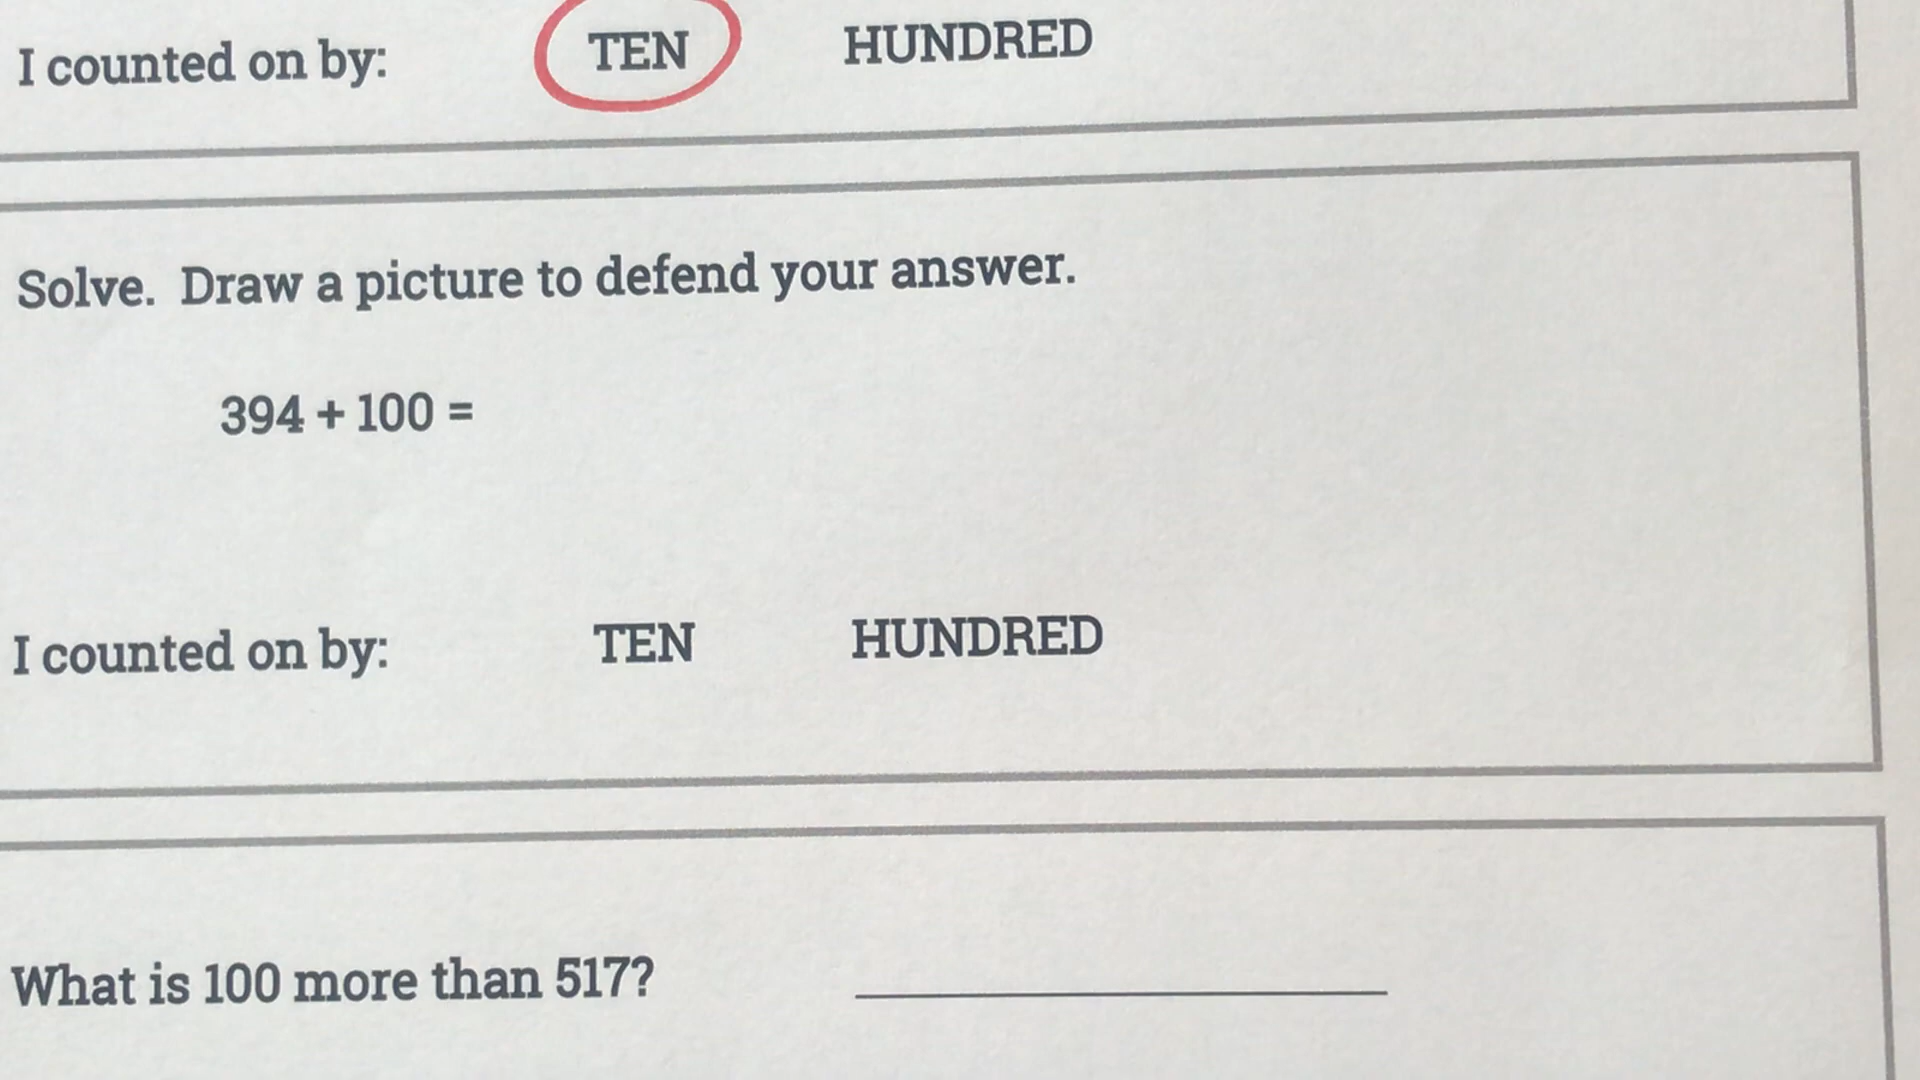 I counted on by: TEN HUNDRED
Solve. Draw a picture to defend your answer.
394 + 100 =
I counted on by: TEN HUNDRED
What is 100 more than 517?